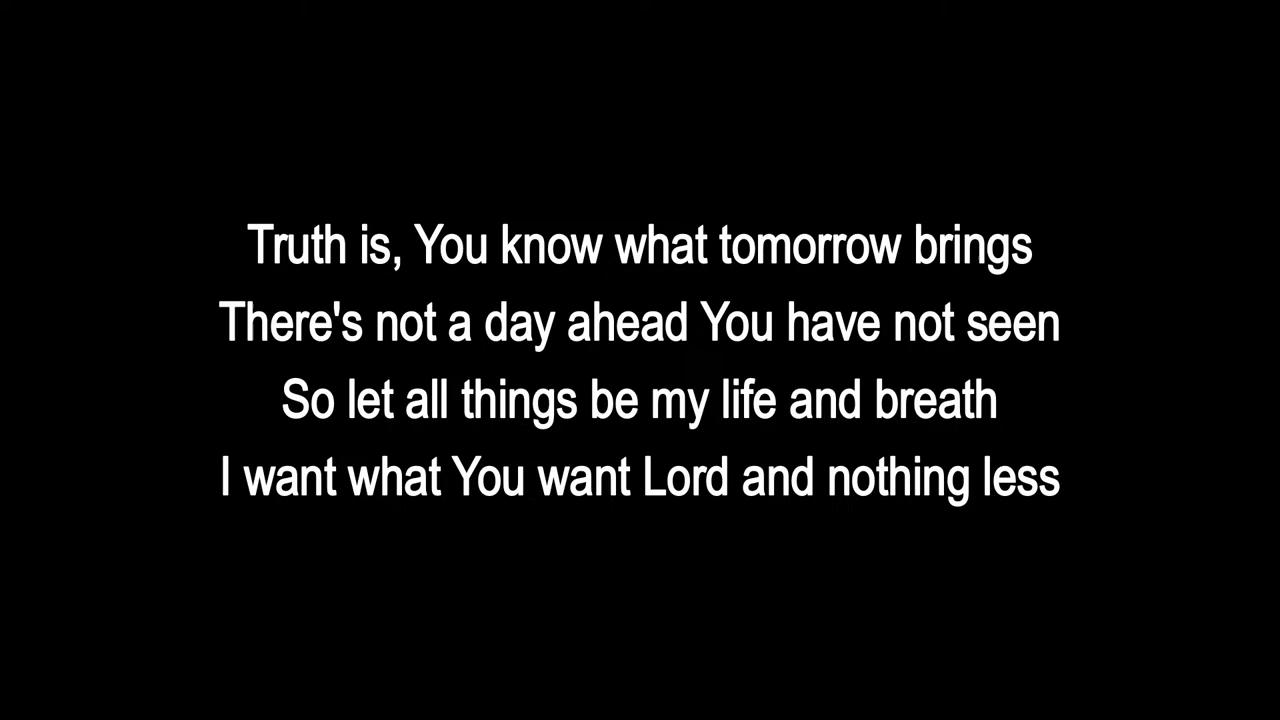 Truth is, You know what tomorrow brings
There's not a day ahead You have not seen
So let all things be my life and breath
I want what You want Lord and nothing less